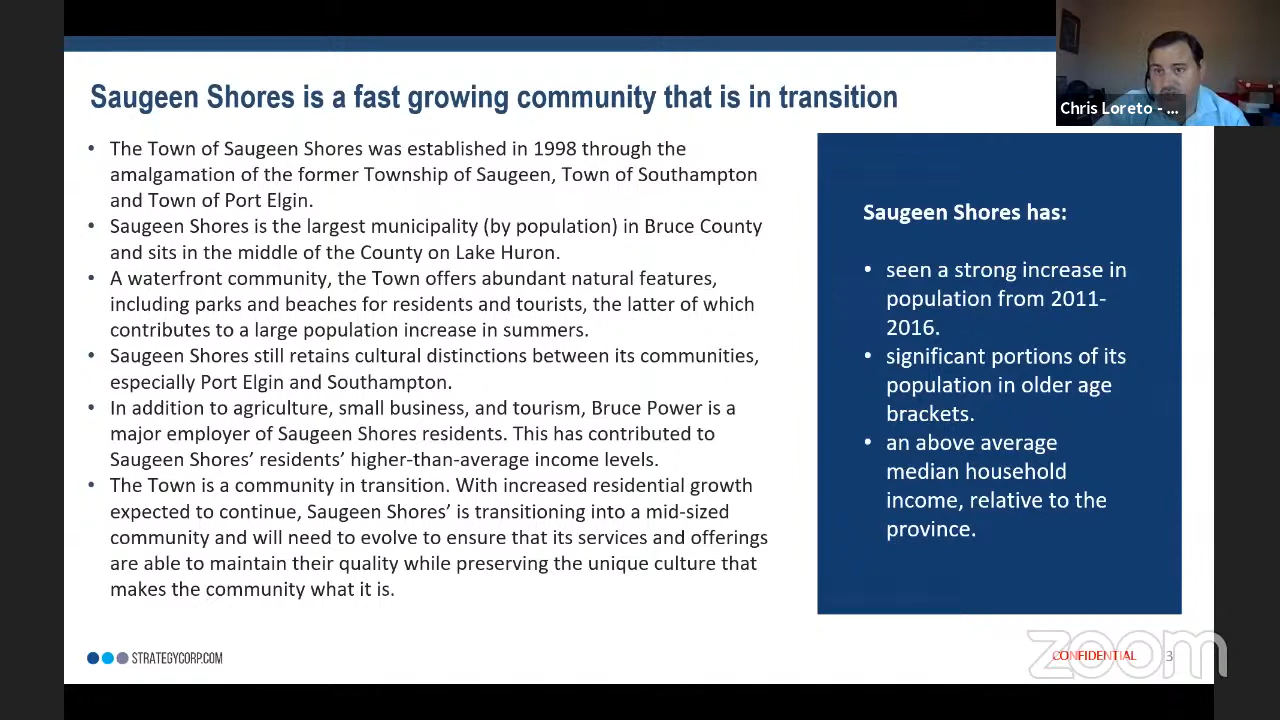 Saugeen Shores is a fast growing community that is in transition
Chris Loreto - ...
• The Town of Saugeen Shores was established in 1998 through the
amalgamation of the former Township of Saugeen, Town of Southampton
and Town of Port Elgin.
• Saugeen Shores is the largest municipality (by population) in Bruce County
and sits in the middle of the County on Lake Huron.
• A waterfront community, the Town offers abundant natural features,
including parks and beaches for residents and tourists, the latter of which
contributes to a large population increase in summers.
• Saugeen Shores still retains cultural distinctions between its communities,
especially Port Elgin and Southampton.
• In addition to agriculture, small business, and tourism, Bruce Power is a
major employer of Saugeen Shores residents. This has contributed to
Saugeen Shores’ residents’ higher-than-average income levels.
• The Town is a community in transition. With increased residential growth
expected to continue, Saugeen Shores’ is transitioning into a mid-sized
community and will need to evolve to ensure that its services and offerings
are able to maintain their quality while preserving the unique culture that
makes the community what it is.
Saugeen Shores has:
• seen a strong increase in
population from 2011-
2016.
• significant portions of its
population in older age
brackets.
• an above average
median household
income, relative to the
province.
STRATEGYCORP.COM
CONFIDENTIAL 3
zoom